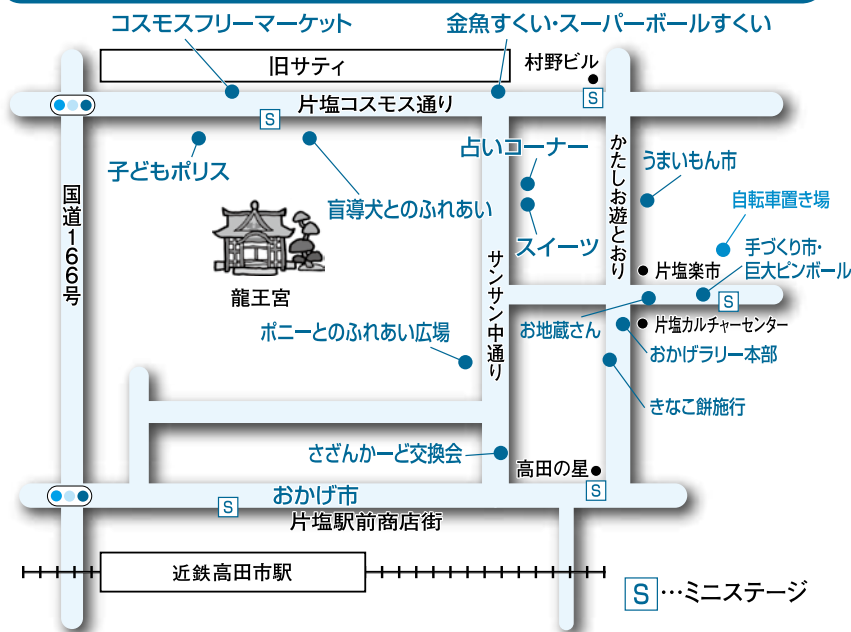 コスモスフリーマーケット
金魚すくい・スーパーボールすくい
旧サティ
村野ビル
S
片塩コスモス通り
S
子どもポリス
盲導犬とのふれあい
占いコーナー
スイーツ
かたしお遊とおり
うまいもん市
自転車置き場
手づくり市・
巨大ピンボール
国道166号
龍王宮
サンサン中通り
片塩楽市
S
お地蔵さん
片塩カルチャーセンター
ポニーとのふれあい広場
おかげラリー本部
きなこ餅施行
さざんかーど交換会
高田の星
S
おかげ市
S
片塩駅前商店街
近鉄高田市駅
S…ミニステージ